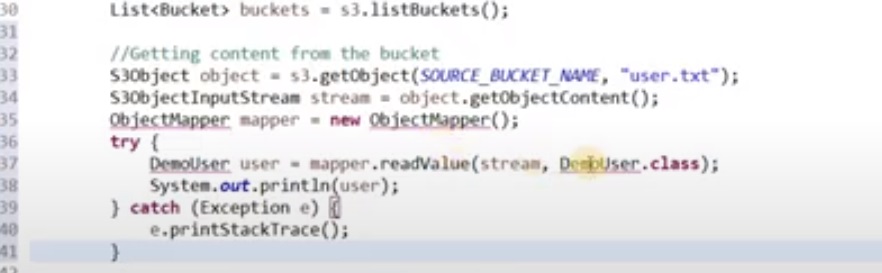 30 List<Bucket> buckets = s3.listBuckets();
31
32 //Getting content from the bucket
33 S3Object object = s3.getObject(SOURCE_BUCKET_NAME, "user.txt");
34 S3ObjectInputStream stream = object.getObjectContent();
35 ObjectMapper mapper = new ObjectMapper();
36 try {
37 DemoUser user = mapper.readValue(stream, DemoUser.class);
38 System.out.println(user);
39 } catch (Exception e) {
40 e.printStackTrace();
41 }
42